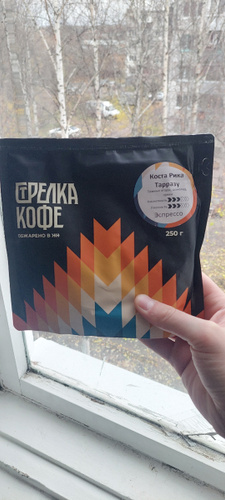 СТРЕЛКА
КОФЕ
ОБЖАРЕНО В НН
Коста Рика
Тарразу
Эспрессо
250 г